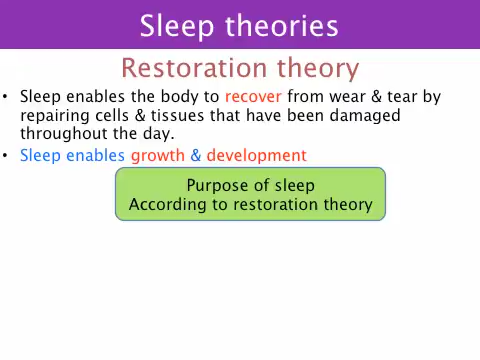 Sleep theories
Restoration theory
• Sleep enables the body to recover from wear & tear by
repairing cells & tissues that have been damaged
throughout the day.
• Sleep enables growth & development
Purpose of sleep
According to restoration theory